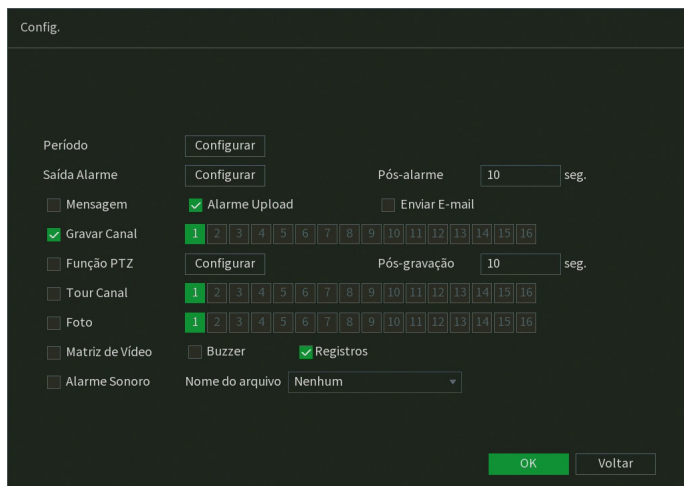 Config.
Período Configurar
Saída Alarme Configurar Pós-alarme 10 seg.
Mensagem Alarme Upload Enviar E-mail
Gravar Canal 1 2 3 4 5 6 7 8 9 10 11 12 13 14 15 16
Função PTZ Configurar Pós-gravação 10 seg.
Tour Canal 1 2 3 4 5 6 7 8 9 10 11 12 13 14 15 16
Foto 1 2 3 4 5 6 7 8 9 10 11 12 13 14 15 16
Matriz de Vídeo Buzzer Registros
Alarme Sonoro Nome do arquivo Nenhum
OK Voltar